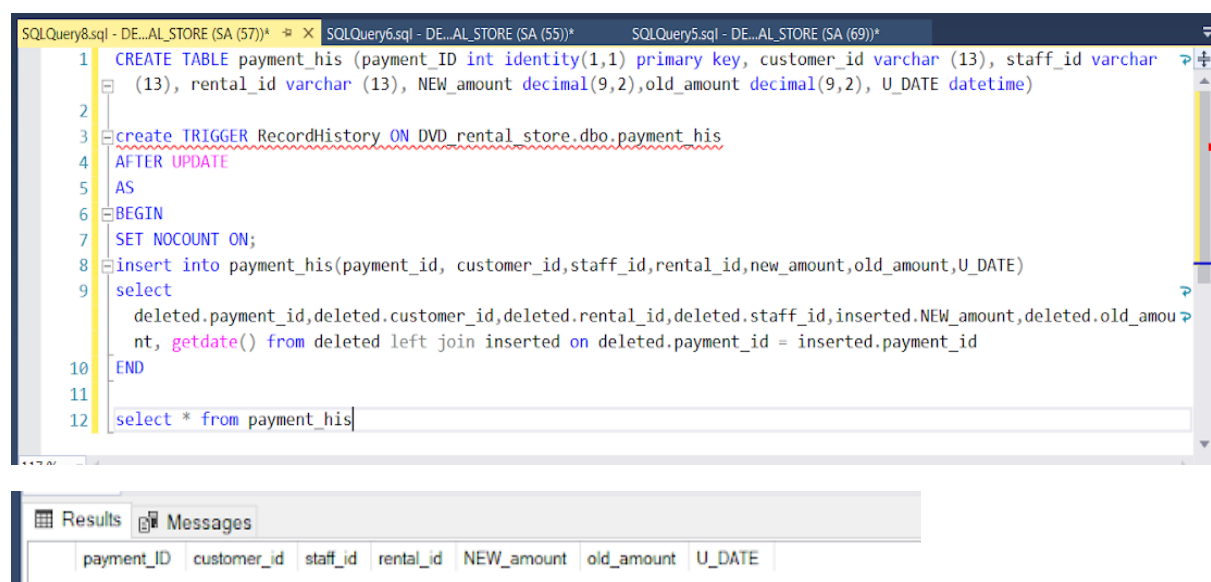 SQLQuery8.sql - DE...AL_STORE (SA (57))* SQLQuery6.sql - DE...AL_STORE (SA (55))* SQLQuery5.sql - DE...AL_STORE (SA (69))*
1 CREATE TABLE payment_his (payment_ID int identity(1,1) primary key, customer_id varchar (13), staff_id varchar
(13), rental_id varchar (13), NEW_amount decimal(9,2),old_amount decimal(9,2), U_DATE datetime)
2
3 create TRIGGER RecordHistory ON DVD_rental_store.dbo.payment_his
4 AFTER UPDATE
5 AS
6 BEGIN
7 SET NOCOUNT ON;
8 insert into payment_his(payment_id, customer_id,staff_id,rental_id,new_amount,old_amount,U_DATE)
9 select
deleted.payment_id,deleted.customer_id,deleted.rental_id,deleted.staff_id,inserted.NEW_amount,deleted.old_amou
nt, getdate() from deleted left join inserted on deleted.payment_id = inserted.payment_id
10 END
11
12 select * from payment_his
Results Messages
payment_ID customer_id staff_id rental_id NEW_amount old_amount U_DATE